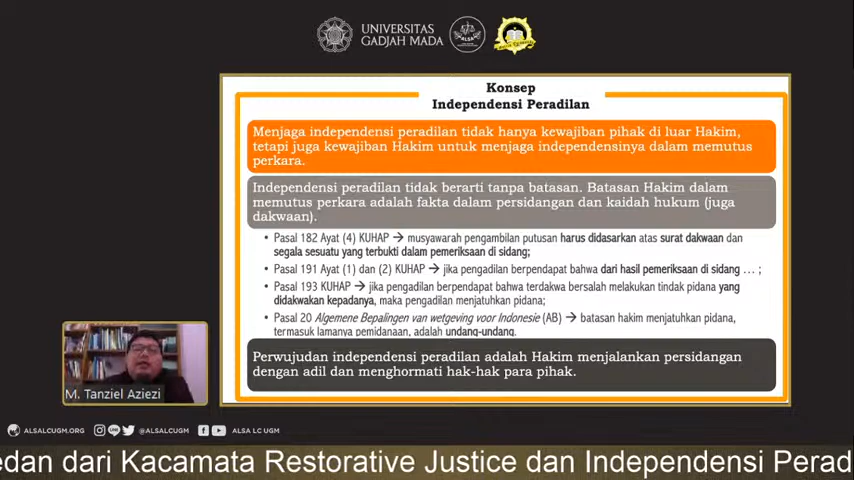 UNIVERSITAS
GADJAH MADA
ALSA
Konsep
Independensi Peradilan
Menjaga independensi peradilan tidak hanya kewajiban pihak di luar Hakim,
tetapi juga kewajiban Hakim untuk menjaga independensinya dalam memutus
perkara.
Independensi peradilan tidak berarti tanpa batasan. Batasan Hakim dalam
memutus perkara adalah fakta dalam persidangan dan kaidah hukum (juga
dakwaan).
• Pasal 182 Ayat (4) KUHAP → musyawarah pengambilan putusan harus didasarkan atas surat dakwaan dan
segala sesuatu yang terbukti dalam pemeriksaan di sidang;
• Pasal 191 Ayat (1) dan (2) KUHAP → jika pengadilan berpendapat bahwa dari hasil pemeriksaan di sidang … ;
• Pasal 193 KUHAP → jika pengadilan berpendapat bahwa terdakwa bersalah melakukan tindak pidana yang
didakwakan kepadanya, maka pengadilan menjatuhkan pidana;
• Pasal 20 Algemene Bepalingen van wetgeving voor Indonesie (AB) → batasan hakim menjatuhkan pidana,
termasuk lamanya pemidanaan, adalah undang-undang.
Perwujudan independensi peradilan adalah Hakim menjalankan persidangan
dengan adil dan menghormati hak-hak para pihak.
M. Tanziel Aziezi
ALSALCUGM.ORG @ALSALCUGM ALSA LC UGM
edan dari Kacamata Restorative Justice dan Independensi Perad